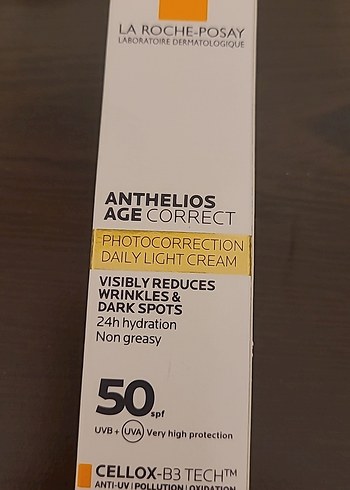 LA ROCHE-POSAY
LABORATOIRE DERMATOLOGIQUE
ANTHELIOS
AGE CORRECT
PHOTOCORRECTION
DAILY LIGHT CREAM
VISIBLY REDUCES
WRINKLES &
DARK SPOTS
24h hydration
Non greasy
50 spf
UVB + UVA Very high protection
CELLOX-B3 TECH™
ANTI-UV | POLLUTION | OXIDATION